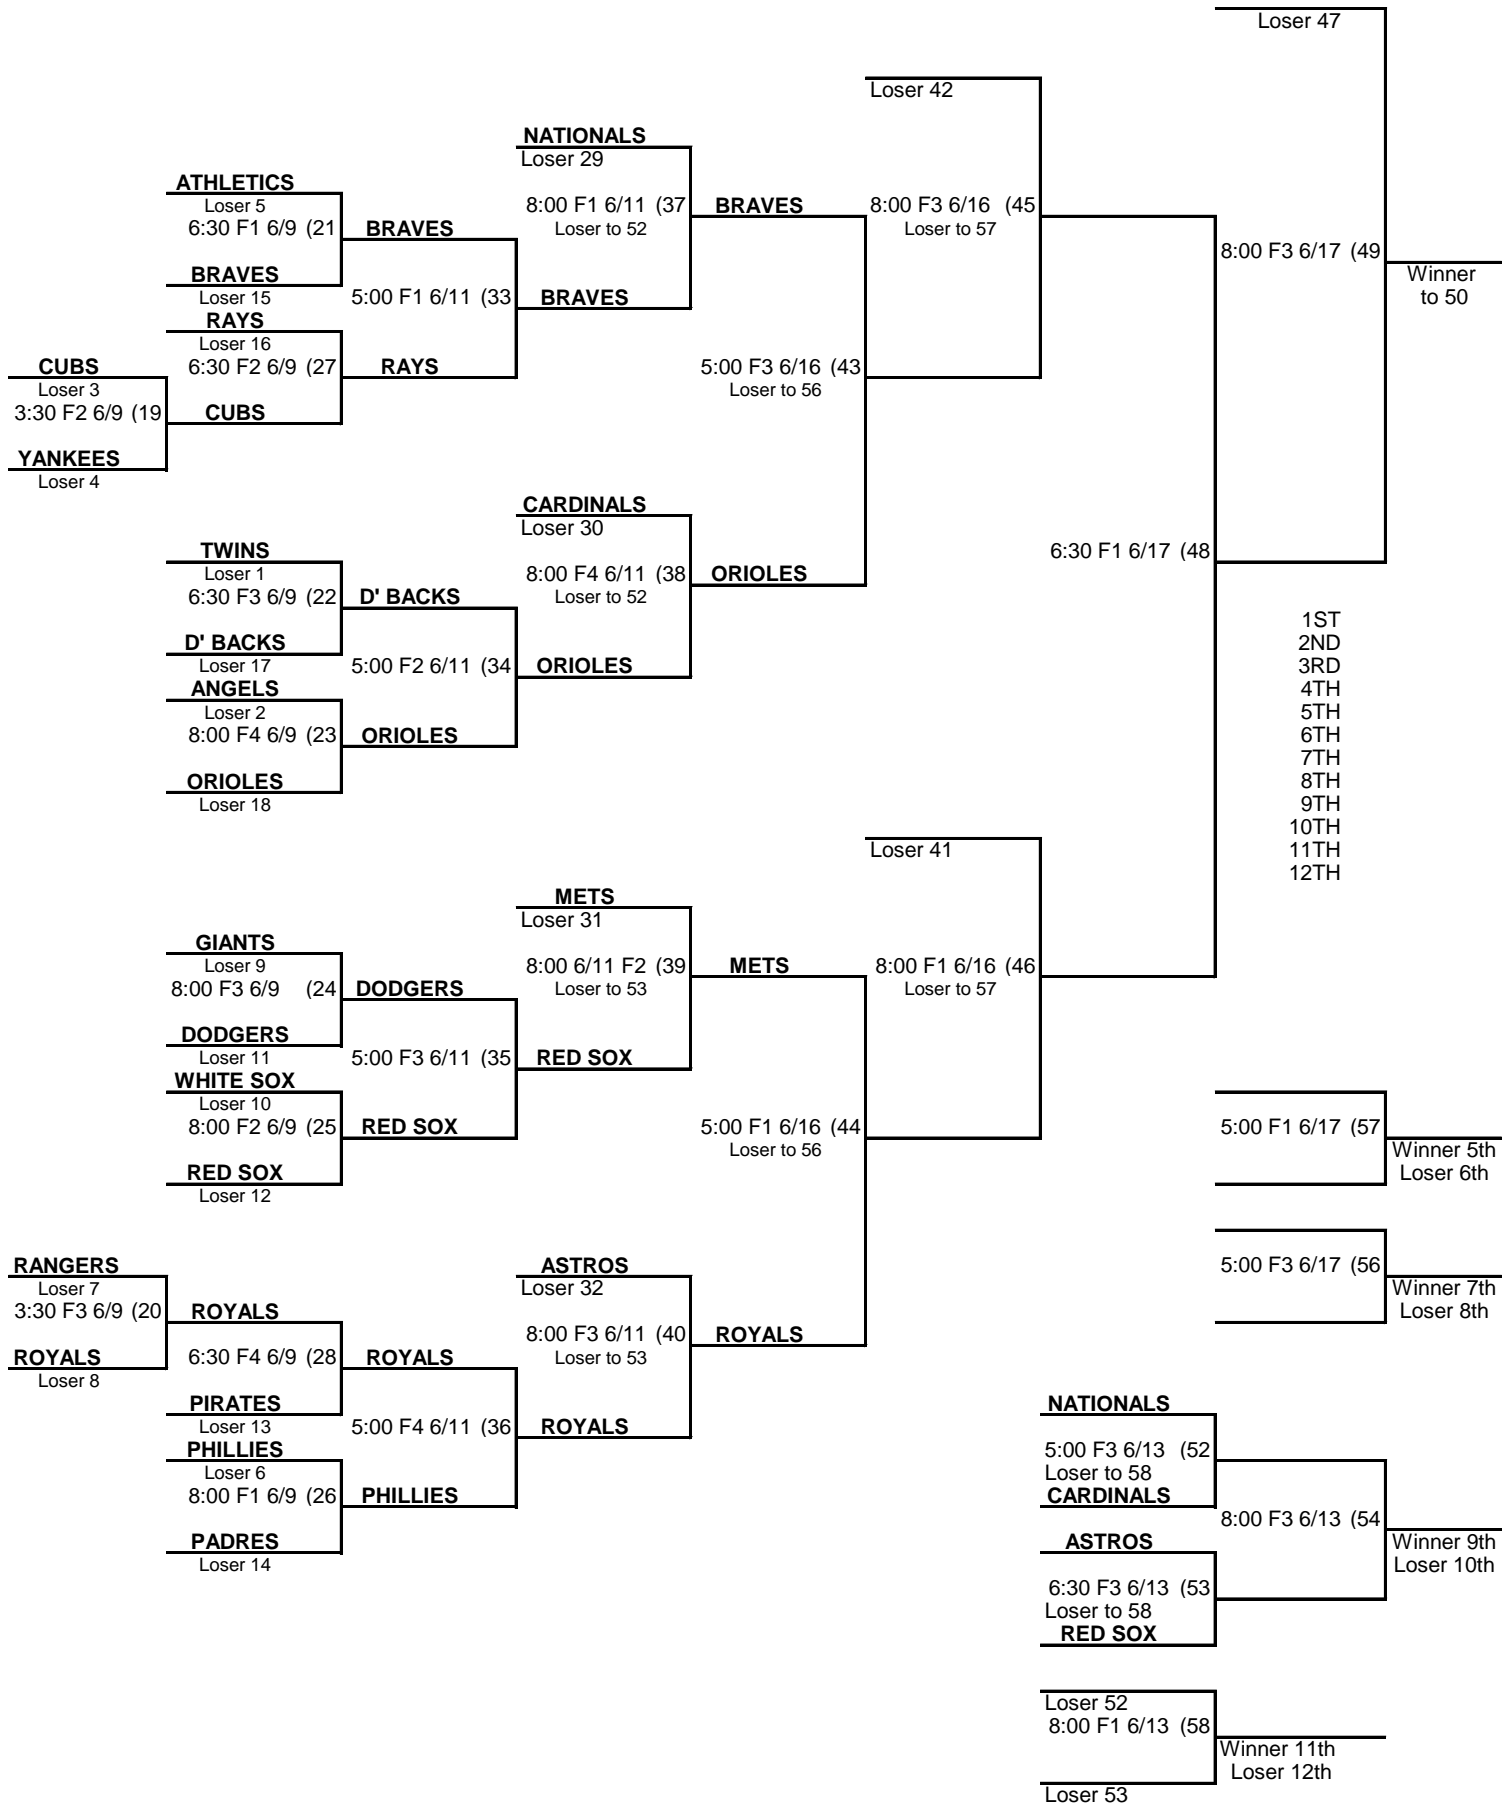 Loser 47
Loser 42
NATIONALS
Loser 29
ATHLETICS
Loser 5
8:00 F1 6/11 (37
BRAVES
8:00 F3 6/16 (45
6:30 F1 6/9 (21
BRAVES
Loser to 52
Loser to 57
8:00 F3 6/17 (49
BRAVES
Winner
Loser 15
5:00 F1 6/11 (33
BRAVES
to 50
RAYS
Loser 16
CUBS
6:30 F2 6/9 (27
RAYS
5:00 F3 6/16 (43
Loser 3
Loser to 56
3:30 F2 6/9 (19
CUBS
YANKEES
Loser 4
CARDINALS
Loser 30
TWINS
6:30 F1 6/17 (48
Loser 1
8:00 F4 6/11 (38
ORIOLES
6:30 F3 6/9 (22
D' BACKS
Loser to 52
1ST
D' BACKS
2ND
Loser 17
5:00 F2 6/11 (34
ORIOLES
3RD
ANGELS
4TH
Loser 2
5TH
8:00 F4 6/9 (23
ORIOLES
6TH
7TH
ORIOLES
8TH
Loser 18
9TH
10TH
Loser 41
11TH
12TH
METS
Loser 31
GIANTS
Loser 9
8:00 6/11 F2 (39
METS
8:00 F1 6/16 (46
8:00 F3 6/9 (24
DODGERS
Loser to 53
Loser to 57
DODGERS
Loser 11
5:00 F3 6/11 (35
RED SOX
WHITE SOX
Loser 10
8:00 F2 6/9 (25
RED SOX
5:00 F1 6/16 (44
5:00 F1 6/17 (57
Loser to 56
Winner 5th
RED SOX
Loser 6th
Loser 12
RANGERS
ASTROS
5:00 F3 6/17 (56
Loser 7
Loser 32
Winner 7th
3:30 F3 6/9 (20
ROYALS
Loser 8th
8:00 F3 6/11 (40
ROYALS
ROYALS
6:30 F4 6/9 (28
ROYALS
Loser to 53
Loser 8
PIRATES
NATIONALS
Loser 13
5:00 F4 6/11 (36
ROYALS
PHILLIES
5:00 F3 6/13 (52
Loser 6
Loser to 58
8:00 F1 6/9 (26
PHILLIES
CARDINALS
8:00 F3 6/13 (54
PADRES
ASTROS
Winner 9th
Loser 14
Loser 10th
6:30 F3 6/13 (53
Loser to 58
RED SOX
Loser 52
8:00 F1 6/13 (58
Winner 11th
Loser 12th
Loser 53